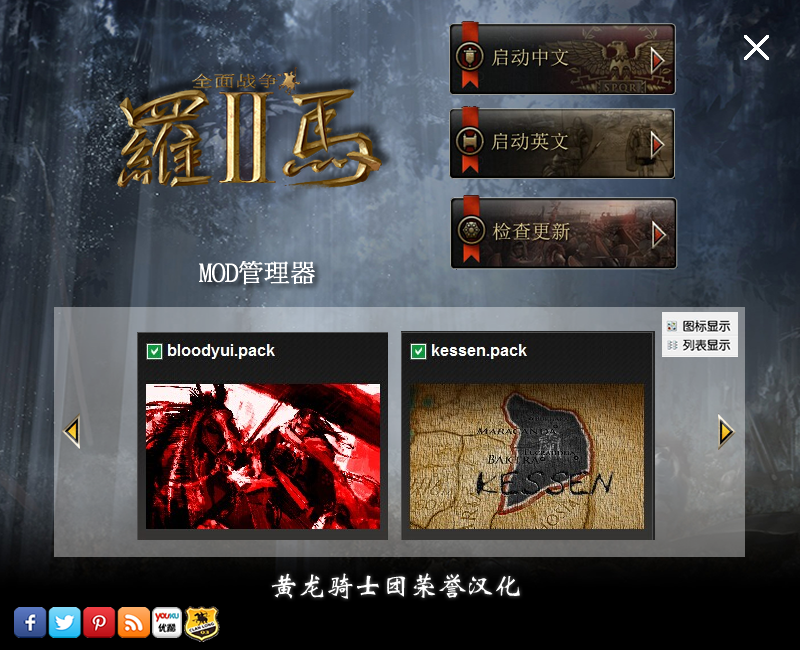 全面战争
羅II馬
启动中文
S.P.Q.R
启动英文
检查更新
MOD管理器
图标显示
列表显示
bloodyui.pack
kessen.pack
MARACANDA
BAKTRA
KESSEN
黄龙骑士团荣誉汉化
YOUKU
优酷